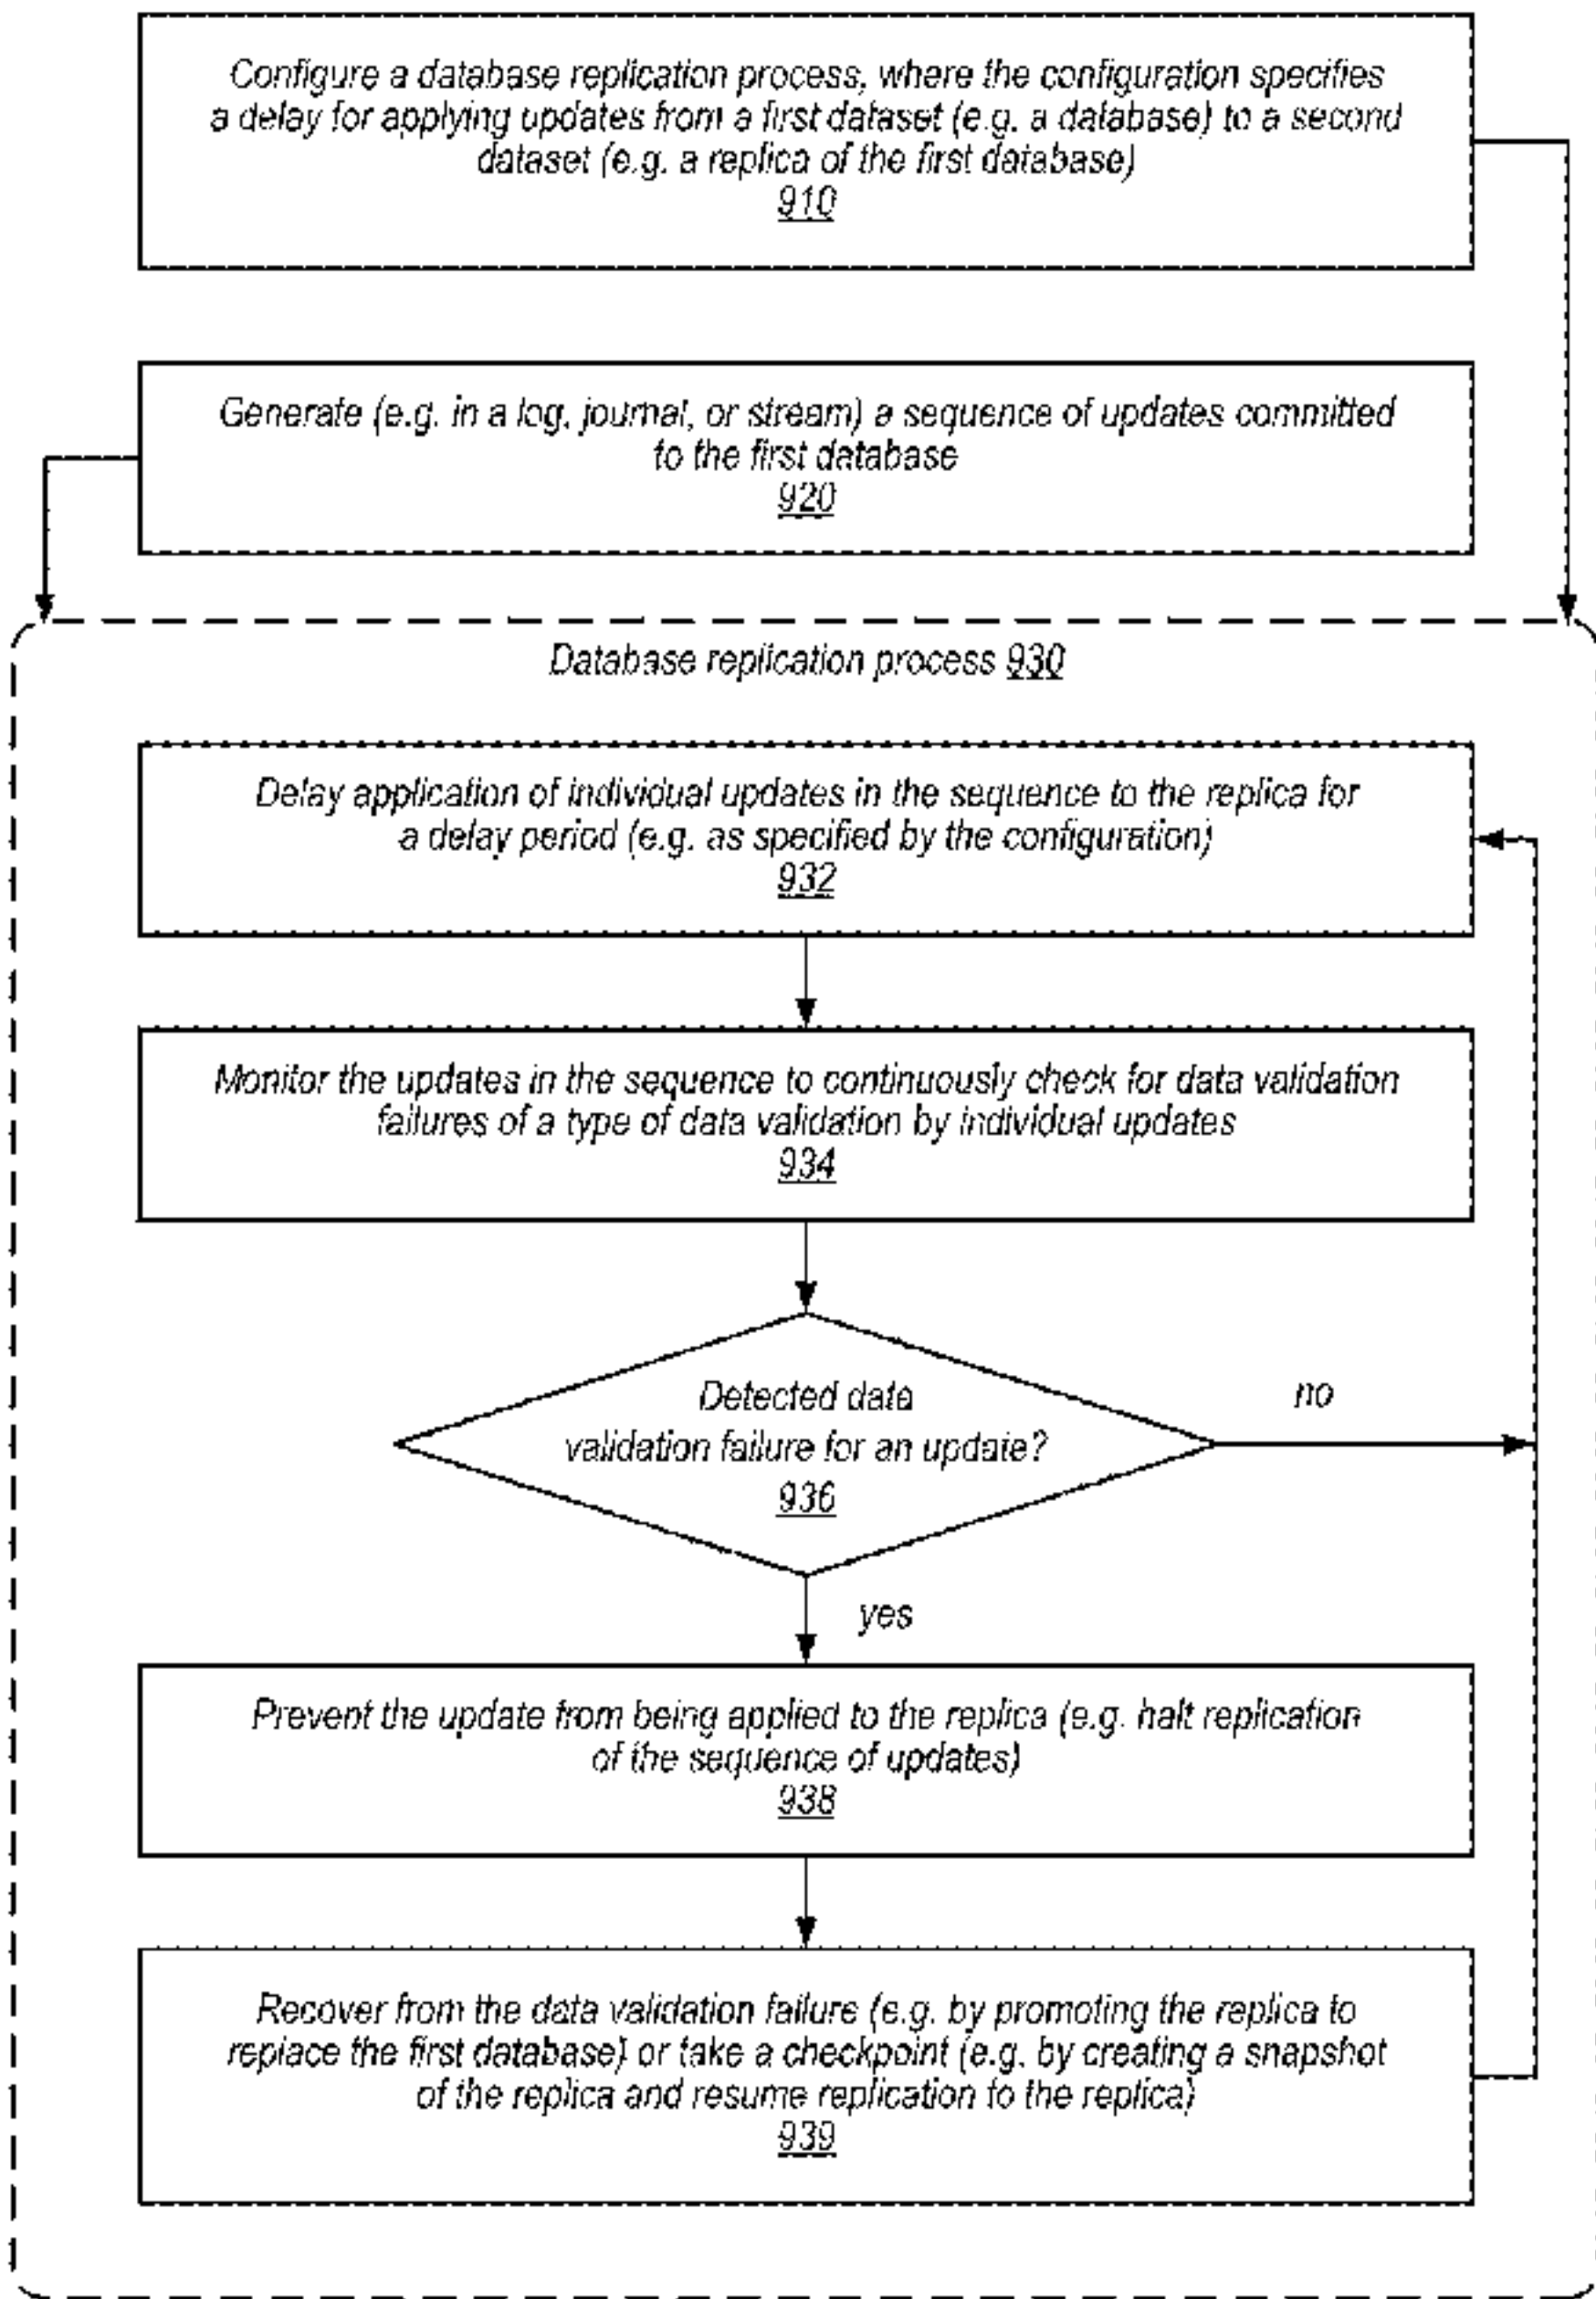 Configure a database replication process, where the configuration specifies
a delay for applying updates from a first dataset (e.g. a database) to a second
dataset (e.g. a replica of the first database)
910
Generate (e.g. in a log, journal, or stream) a sequence of updates committed
to the first database
920
Database replication process 930
Delay application of individual updates in the sequence to the replica for
a delay period (e.g. as specified by the configuration)
932
Monitor the updates in the sequence to continuously check for data validation
failures of a type of data validation by individual updates
934
Detected data
validation failure for an update?
936
no
yes
Prevent the update from being applied to the replica (e.g. halt replication
of the sequence of updates)
938
Recover from the data validation failure (e.g. by promoting the replica to
replace the first database) or take a checkpoint (e.g. by creating a snapshot
of the replica and resume replication to the replica)
939